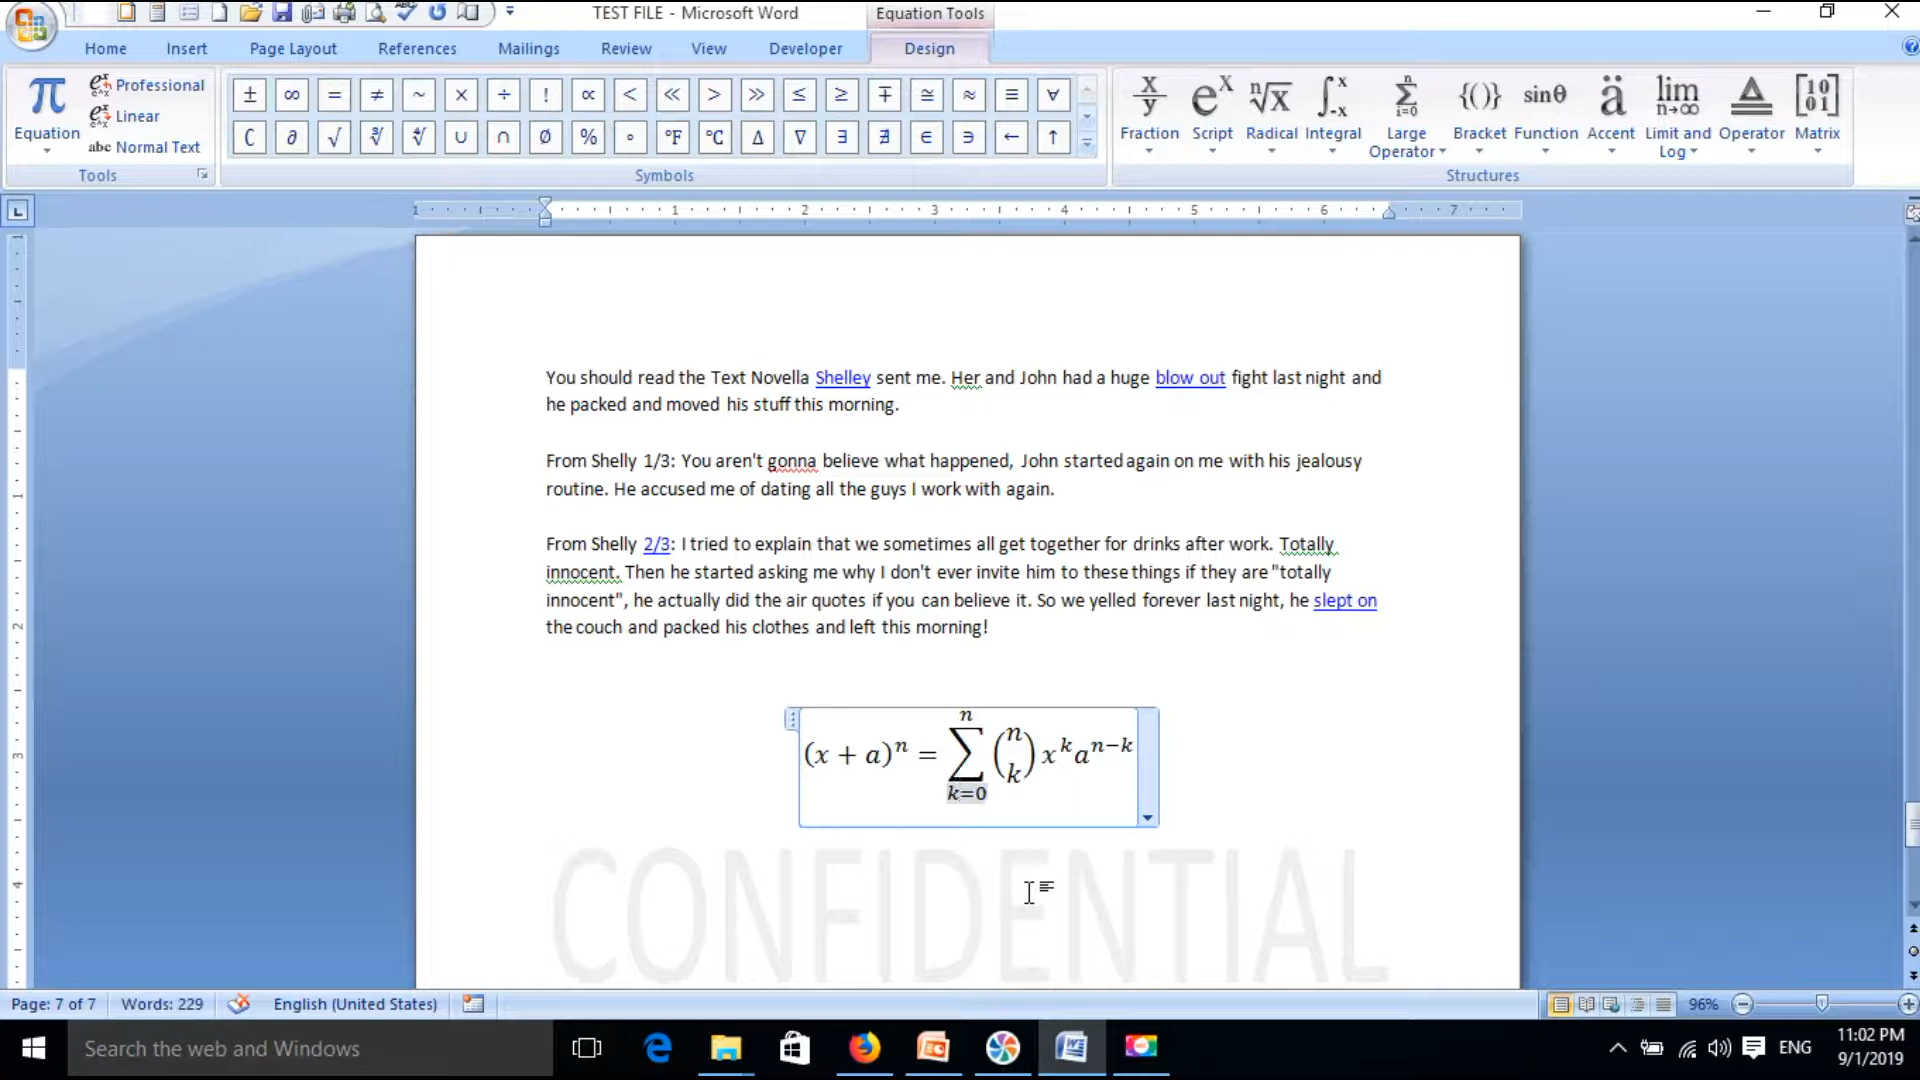 TEST FILE - Microsoft Word
Equation Tools
Home Insert Page Layout References Mailings Review View Developer Design
π Equation
Professional
Linear
abc Normal Text
Tools
± ∞ = ≠ ~ × ÷ ! ∝ < ≪ > ≫ ≤ ≥ ∓ ≅ ≈ ≡ ∀
∁ ∂ √ ∛ ∜ ∪ ∩ ∅ % ° °F °C ∆ ∇ ∃ ∄ ∈ ∋ ← ↑
Symbols
Fraction Script Radical Integral Large Operator Bracket Function Accent Limit and Log Operator Matrix
Structures
You should read the Text Novella Shelley sent me. Her and John had a huge blow out fight last night and
he packed and moved his stuff this morning.
From Shelly 1/3: You aren't gonna believe what happened, John started again on me with his jealousy
routine. He accused me of dating all the guys I work with again.
From Shelly 2/3: I tried to explain that we sometimes all get together for drinks after work. Totally
innocent. Then he started asking me why I don't ever invite him to these things if they are "totally
innocent", he actually did the air quotes if you can believe it. So we yelled forever last night, he slept on
the couch and packed his clothes and left this morning!
(x + a)^n = ∑_{k=0}^{n} (n k) x^k a^{n−k}
CONFIDENTIAL
Page: 7 of 7 Words: 229 English (United States) 96%
Search the web and Windows
ENG
11:02 PM
9/1/2019